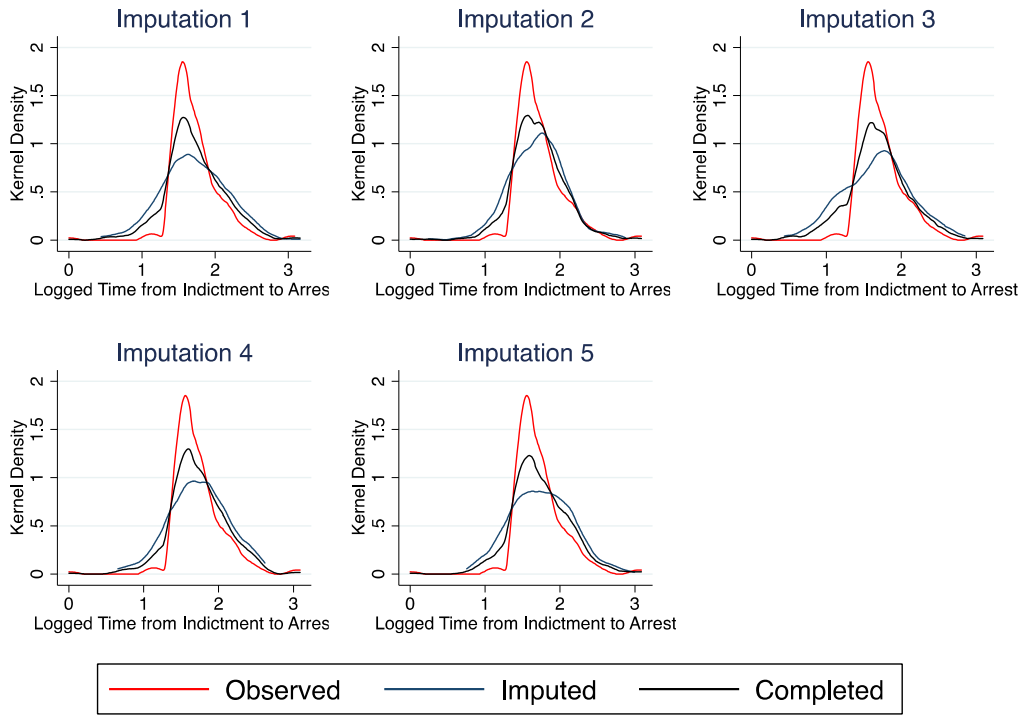 Imputation 1
Imputation 2
Imputation 3
2
1.5
1
.5
0
Kernel Density
0 1 2 3
Logged Time from Indictment to Arres
2
1.5
1
.5
0
Kernel Density
0 1 2 3
Logged Time from Indictment to Arres
2
1.5
1
.5
0
Kernel Density
0 1 2 3
Logged Time from Indictment to Arrest
Imputation 4
Imputation 5
2
1.5
1
.5
0
Kernel Density
0 1 2 3
Logged Time from Indictment to Arres
2
1.5
1
.5
0
Kernel Density
0 1 2 3
Logged Time from Indictment to Arrest
Observed Imputed Completed